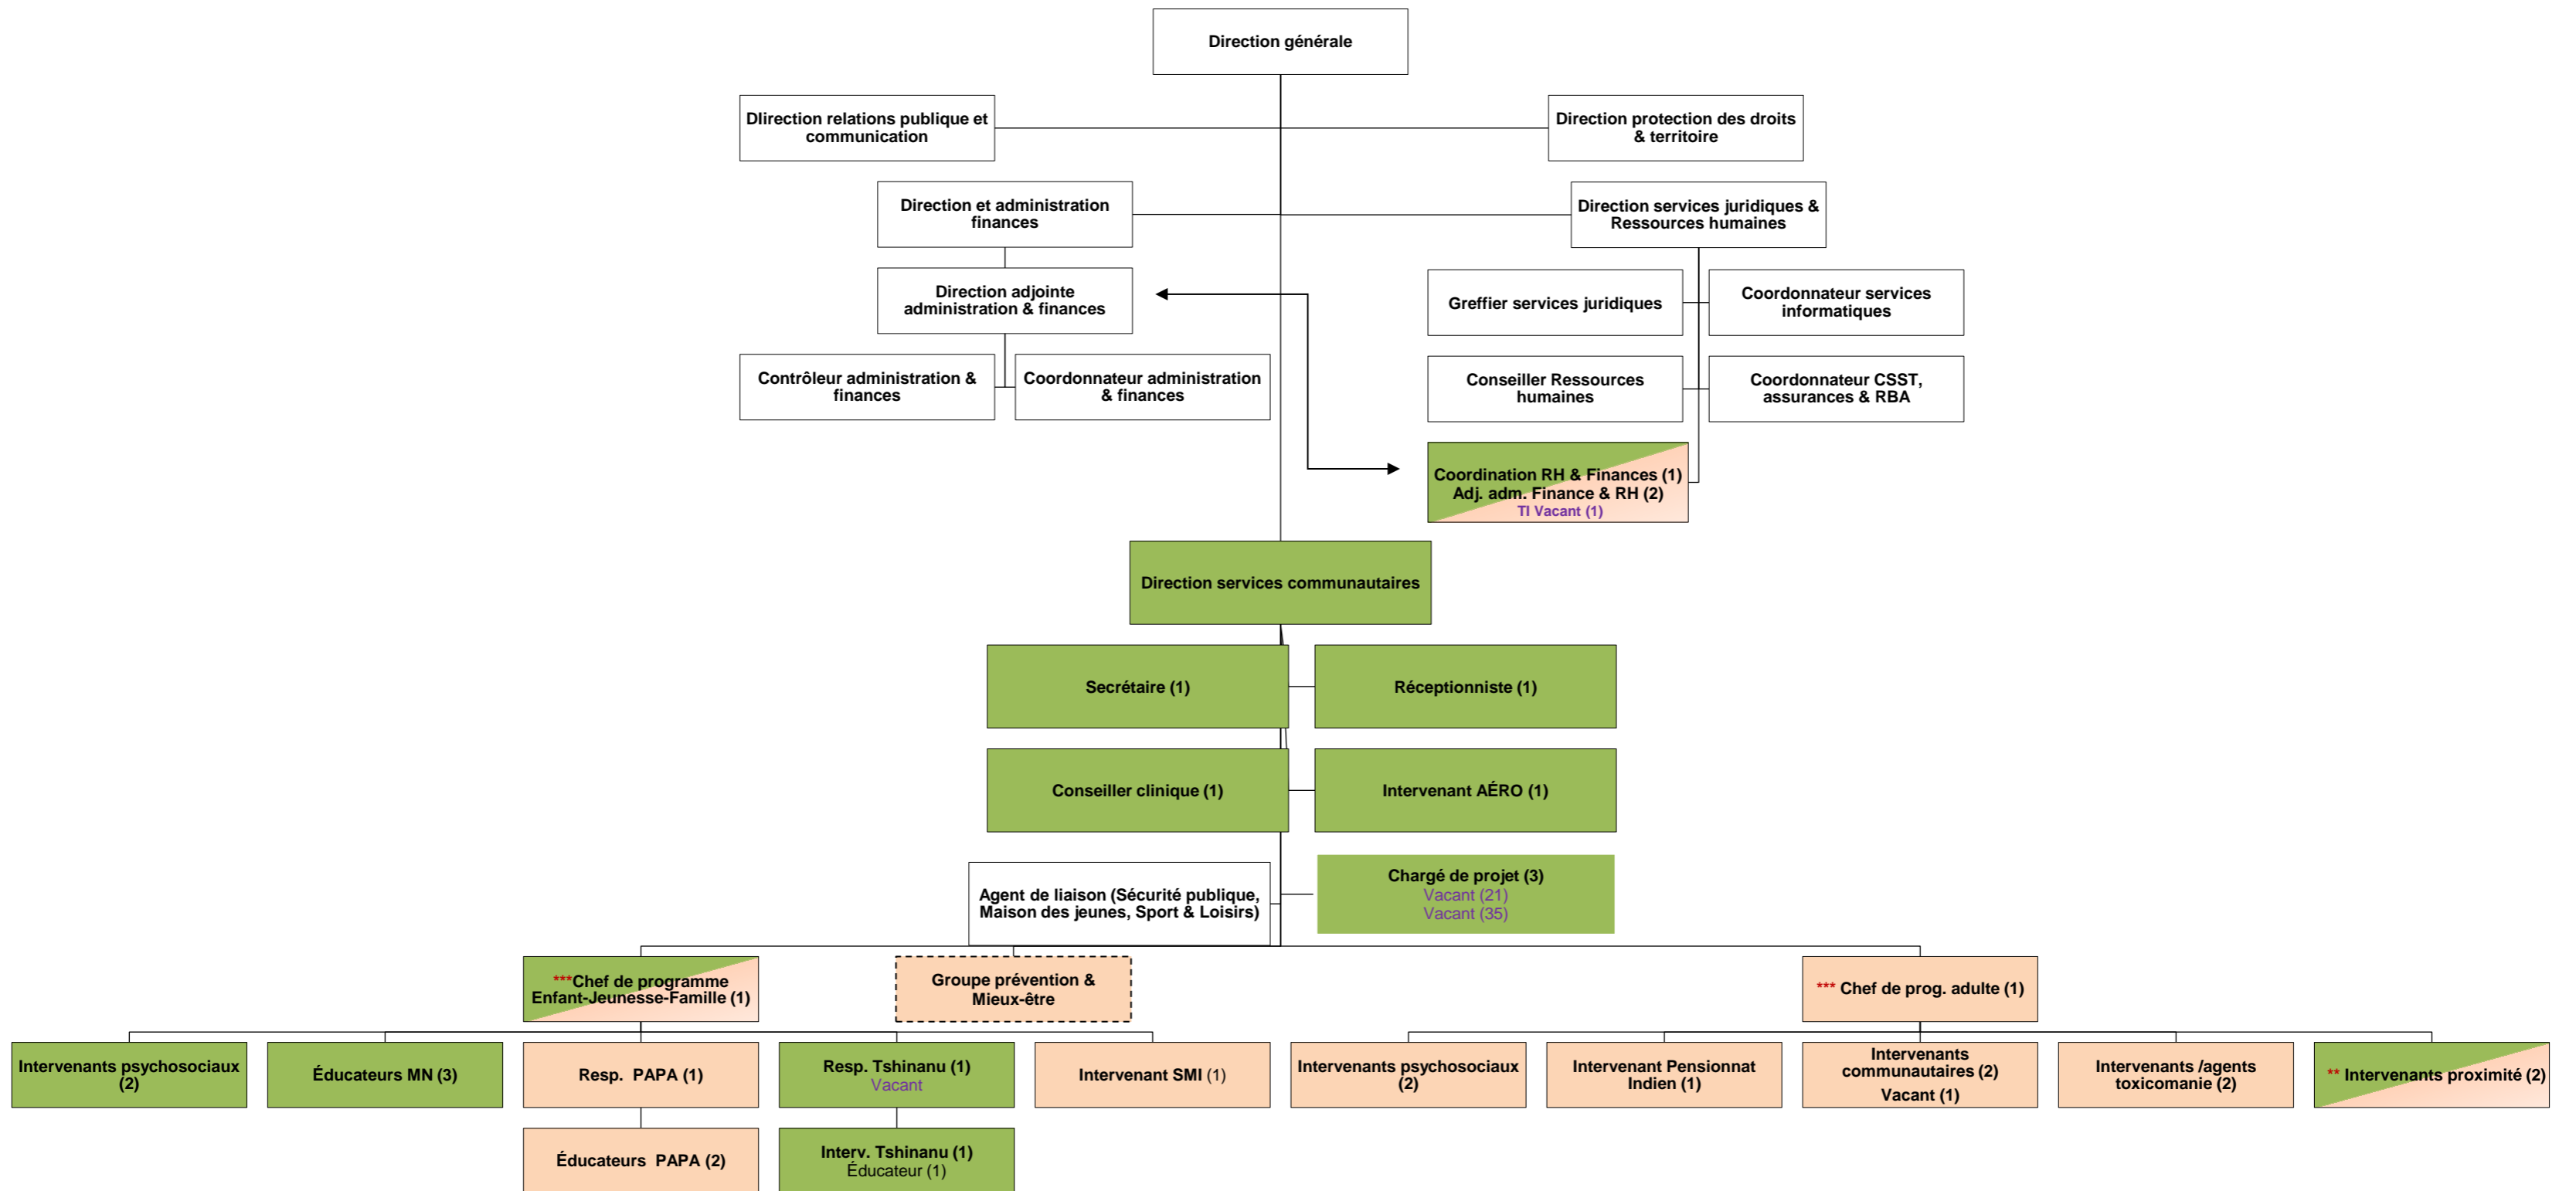 Direction générale
DIirection relations publique et
communication
Direction protection des droits
& territoire
Direction et administration
finances
Direction services juridiques &
Ressources humaines
Direction adjointe
administration & finances
Greffier services juridiques
Coordonnateur services
informatiques
Contrôleur administration &
finances
Coordonnateur administration
& finances
Conseiller Ressources
humaines
Coordonnateur CSST,
assurances & RBA
Coordination RH & Finances (1)
Adj. adm. Finance & RH (2)
TI Vacant (1)
Direction services communautaires
Secrétaire (1)
Réceptionniste (1)
Conseiller clinique (1)
Intervenant AÉRO (1)
Agent de liaison (Sécurité publique,
Maison des jeunes, Sport & Loisirs)
Chargé de projet (3)
Vacant (21)
Vacant (35)
***Chef de programme
Enfant-Jeunesse-Famille (1)
Groupe prévention &
Mieux-être
*** Chef de prog. adulte (1)
Intervenants psychosociaux
(2)
Éducateurs MN (3)
Resp. PAPA (1)
Resp. Tshinanu (1)
Vacant
Intervenant SMI (1)
Intervenants psychosociaux
(2)
Intervenant Pensionnat
Indien (1)
Intervenants
communautaires (2)
Vacant (1)
Intervenants /agents
toxicomanie (2)
** Intervenants proximité (2)
Éducateurs PAPA (2)
Interv. Tshinanu (1)
Éducateur (1)